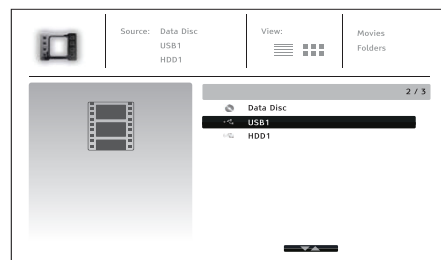 Source: Data Disc
USB1
HDD1
View:
Movies
Folders
2 / 3
Data Disc
USB1
HDD1